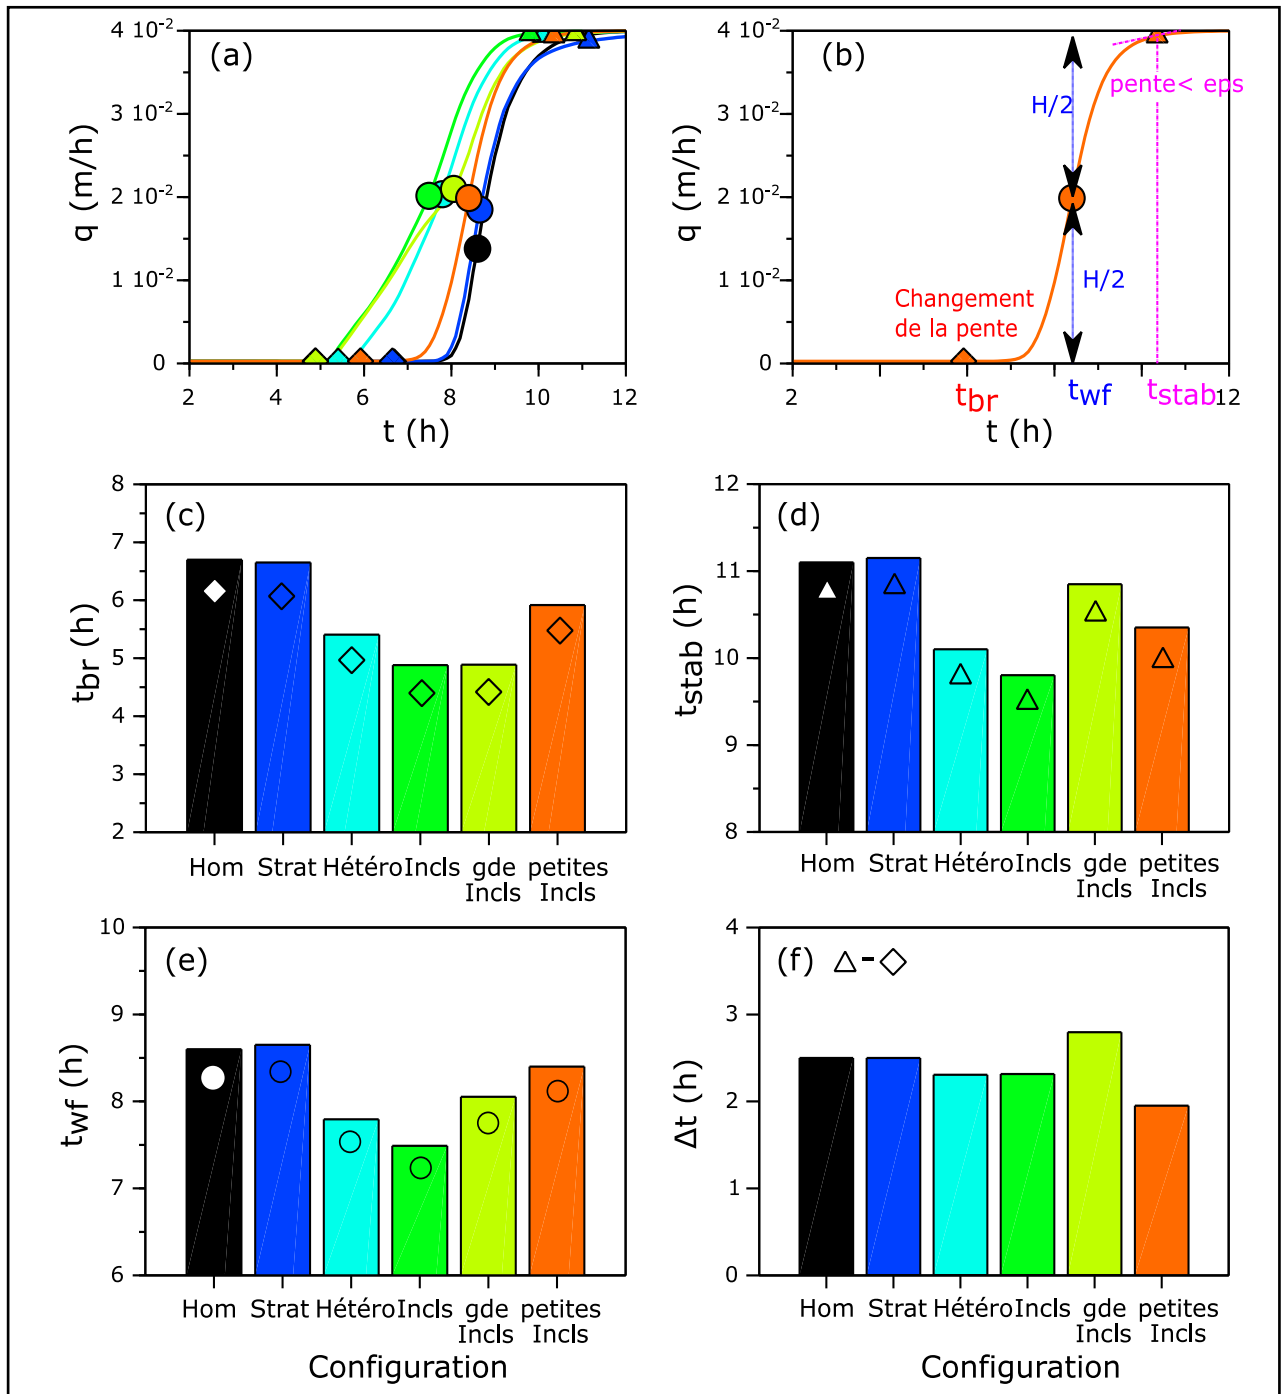 (a)
q (m/h)
4 10-2
3 10-2
2 10-2
1 10-2
0
2 4 6 8 10 12
t (h)
(b)
q (m/h)
4 10-2
3 10-2
2 10-2
1 10-2
0
H/2
pente< eps
H/2
Changement
de la pente
2 tbr twf tstab 12
t (h)
(c)
tbr (h)
8
7
6
5
4
3
2
Hom Strat Hétéro Incls gde Incls petites Incls
(d)
tstab (h)
12
11
10
9
8
Hom Strat Hétéro Incls gde Incls petites Incls
(e)
twf (h)
10
9
8
7
6
Hom Strat Hétéro Incls gde Incls petites Incls
Configuration
(f) △-◇
Δt (h)
4
3
2
1
0
Hom Strat Hétéro Incls gde Incls petites Incls
Configuration